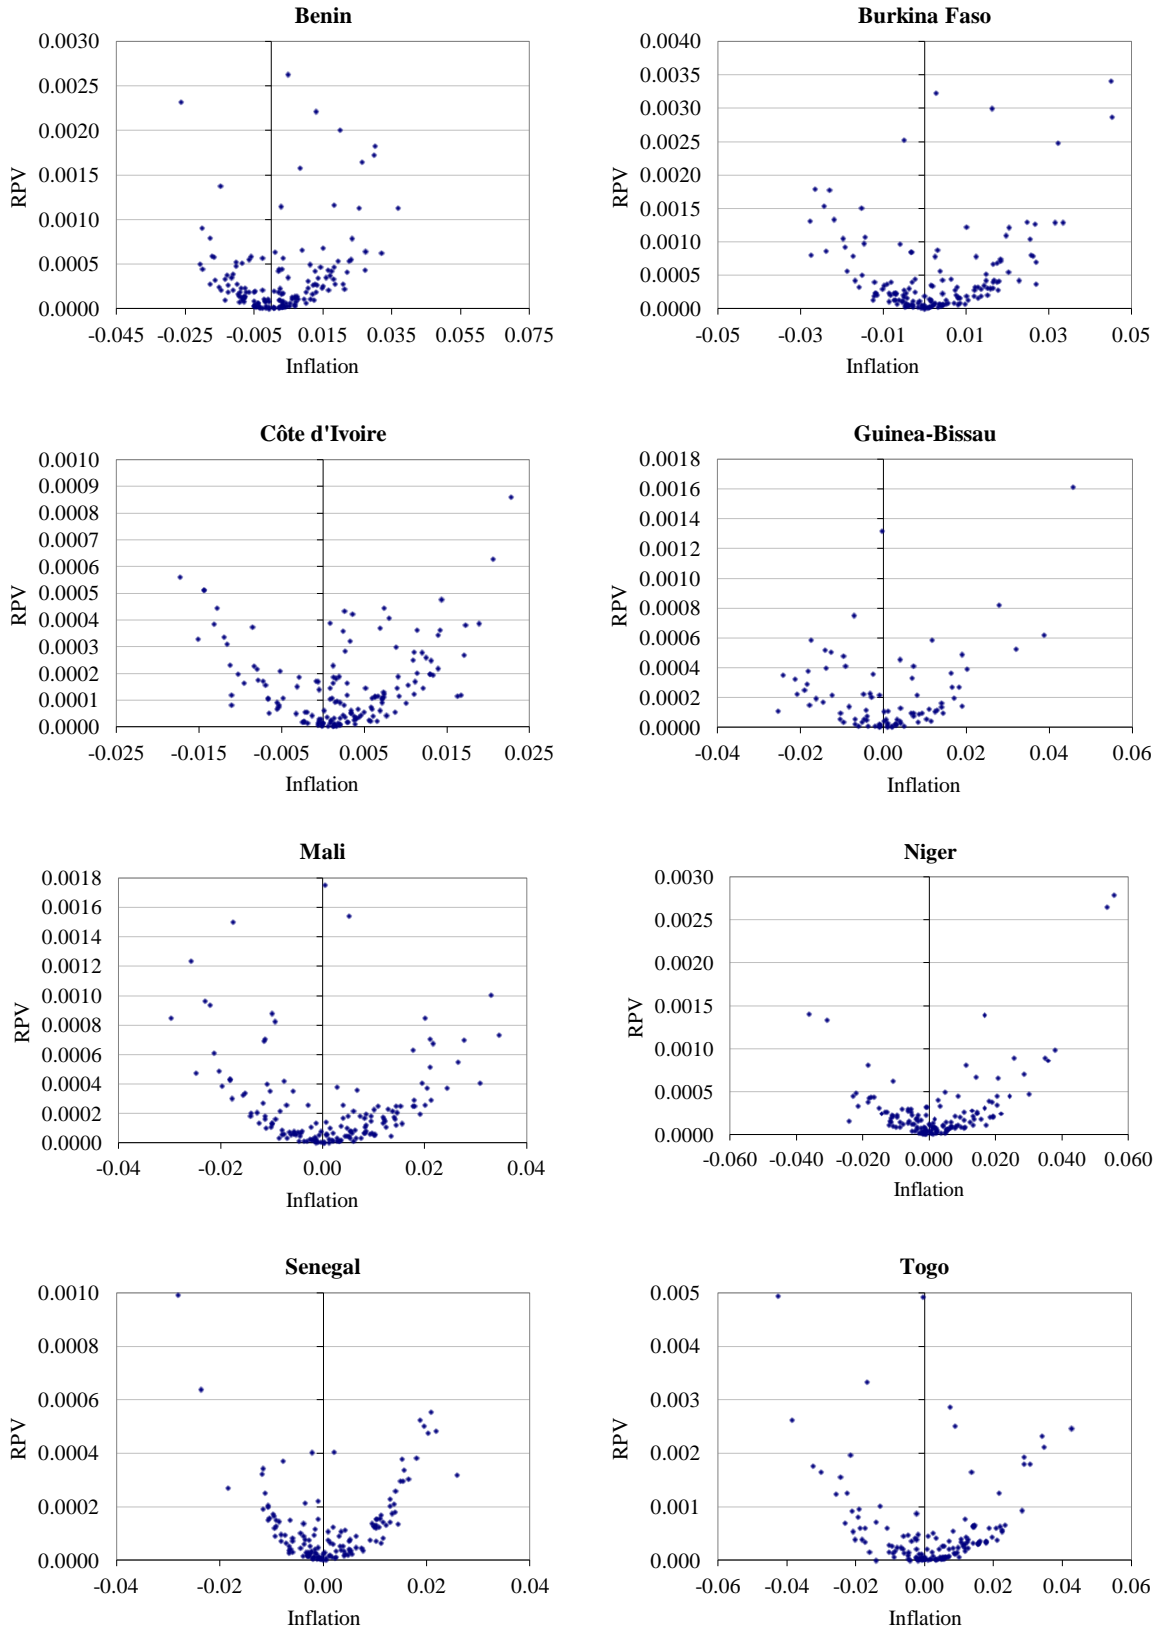 Benin
0.0030
0.0025
0.0020
0.0015
0.0010
0.0005
0.0000
-0.045 -0.025 -0.005 0.015 0.035 0.055 0.075
RPV
Inflation
Burkina Faso
0.0040
0.0035
0.0030
0.0025
0.0020
0.0015
0.0010
0.0005
0.0000
-0.05 -0.03 -0.01 0.01 0.03 0.05
RPV
Inflation
Côte d'Ivoire
0.0010
0.0009
0.0008
0.0007
0.0006
0.0005
0.0004
0.0003
0.0002
0.0001
0.0000
-0.025 -0.015 -0.005 0.005 0.015 0.025
RPV
Inflation
Guinea-Bissau
0.0018
0.0016
0.0014
0.0012
0.0010
0.0008
0.0006
0.0004
0.0002
0.0000
-0.04 -0.02 0.00 0.02 0.04 0.06
RPV
Inflation
Mali
0.0018
0.0016
0.0014
0.0012
0.0010
0.0008
0.0006
0.0004
0.0002
0.0000
-0.04 -0.02 0.00 0.02 0.04
RPV
Inflation
Niger
0.0030
0.0025
0.0020
0.0015
0.0010
0.0005
0.0000
-0.060 -0.040 -0.020 0.000 0.020 0.040 0.060
RPV
Inflation
Senegal
0.0010
0.0008
0.0006
0.0004
0.0002
0.0000
-0.04 -0.02 0.00 0.02 0.04
RPV
Inflation
Togo
0.005
0.004
0.003
0.002
0.001
0.000
-0.06 -0.04 -0.02 0.00 0.02 0.04 0.06
RPV
Inflation